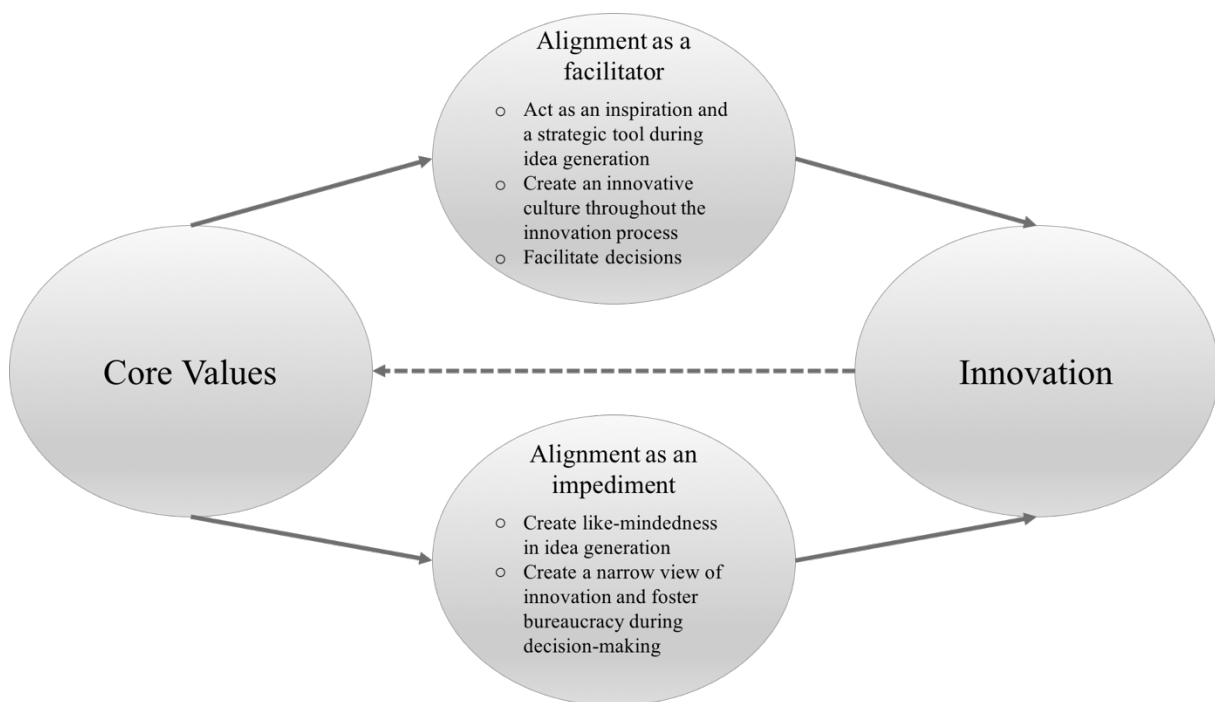 Alignment as a
facilitator
○ Act as an inspiration and
a strategic tool during
idea generation
○ Create an innovative
culture throughout the
innovation process
○ Facilitate decisions
Core Values
Innovation
Alignment as an
impediment
○ Create like-mindedness
in idea generation
○ Create a narrow view of
innovation and foster
bureaucracy during
decision-making